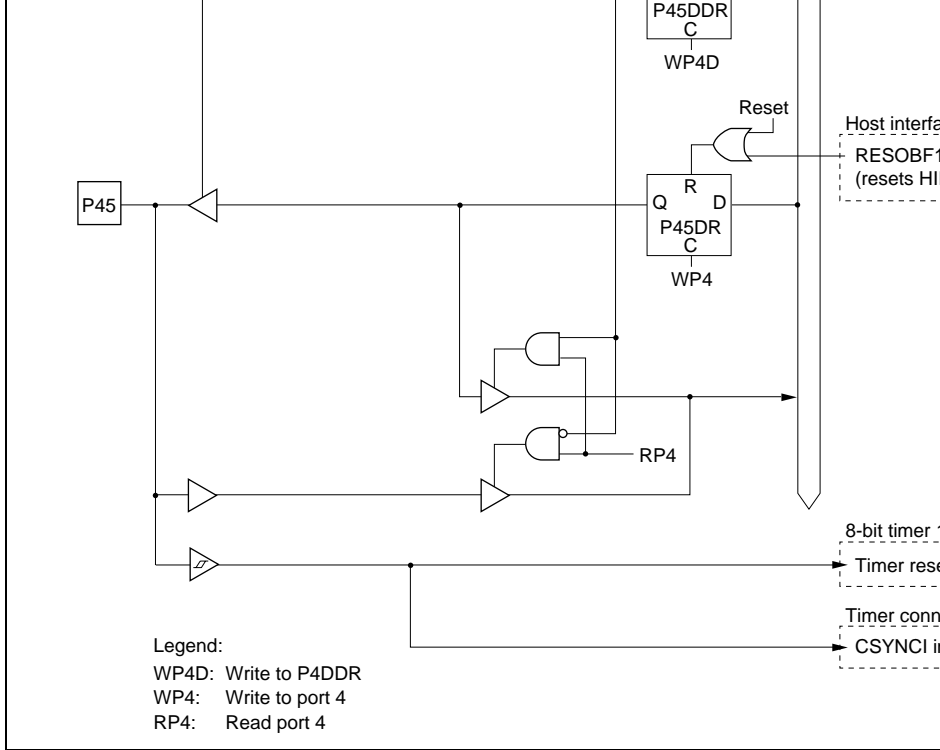 P45DDR
C
WP4D
Reset
Host interfa
RESOBF1
(resets HI
R
P45
Q D
P45DR
C
WP4
RP4
8-bit timer 1
Timer rese
Timer conn
CSYNCI i
Legend:
WP4D: Write to P4DDR
WP4: Write to port 4
RP4: Read port 4